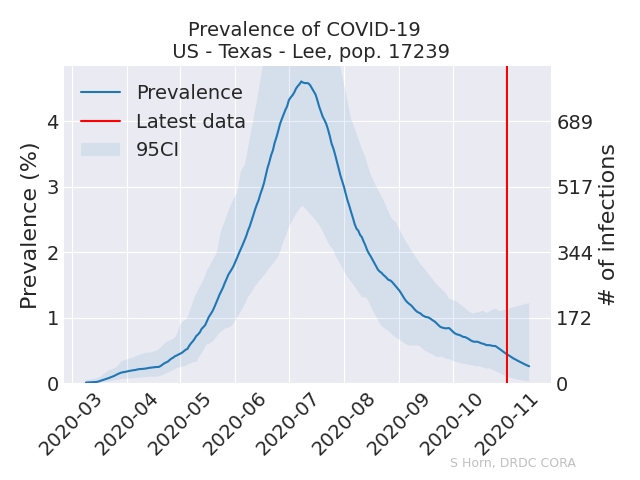 Prevalence of COVID-19
US - Texas - Lee, pop. 17239
Prevalence
Latest data
95CI
Prevalence (%)
4
3
2
1
0
689
517
344
172
0
# of infections
2020-03
2020-04
2020-05
2020-06
2020-07
2020-08
2020-09
2020-10
2020-11
S Horn, DRDC CORA